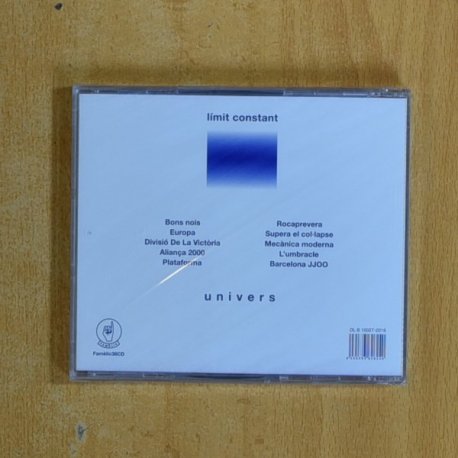 límit constant
Bons nois
Europa
Divisió De La Victòria
Aliança 2000
Plataforma
Rocaprevera
Supera el col·lapse
Mecànica moderna
L'umbracle
Barcelona JJOO
univers
Famèlic36CD